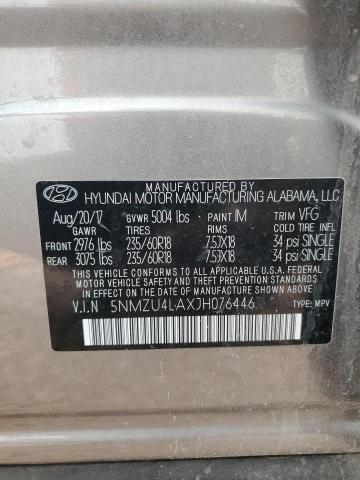 MANUFACTURED BY
HYUNDAI MOTOR MANUFACTURING ALABAMA, LLC
Aug/20/17 GVWR 5004 lbs PAINT IM TRIM VFG
GAWR TIRES RIMS COLD TIRE INFL
FRONT 2976 lbs 235/60R18 7.5JX18 34 psi SINGLE
REAR 3075 lbs 235/60R18 7.5JX18 34 psi SINGLE
THIS VEHICLE CONFORMS TO ALL APPLICABLE U.S. FEDERAL
MOTOR VEHICLE SAFETY AND THEFT PREVENTION STANDARDS
IN EFFECT ON THE DATE OF MANUFACTURE SHOWN ABOVE.
V.I.N 5NMZU4LAXJH076446 TYPE: MPV